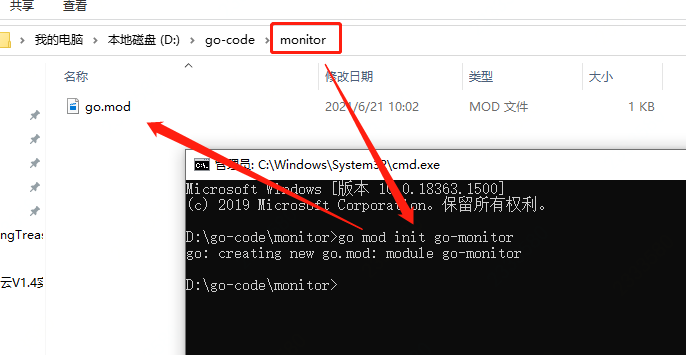 共享 查看
我的电脑 本地磁盘 (D:) go-code monitor
名称 修改日期 类型 大小
go.mod 2021/6/21 10:02 MOD 文件 1 KB
管理员: C:\Windows\System32\cmd.exe
Microsoft Windows [版本 10.0.18363.1500]
(c) 2019 Microsoft Corporation。保留所有权利。
D:\go-code\monitor>go mod init go-monitor
ngTreas
go: creating new go.mod: module go-monitor
云V1.4实
D:\go-code\monitor>